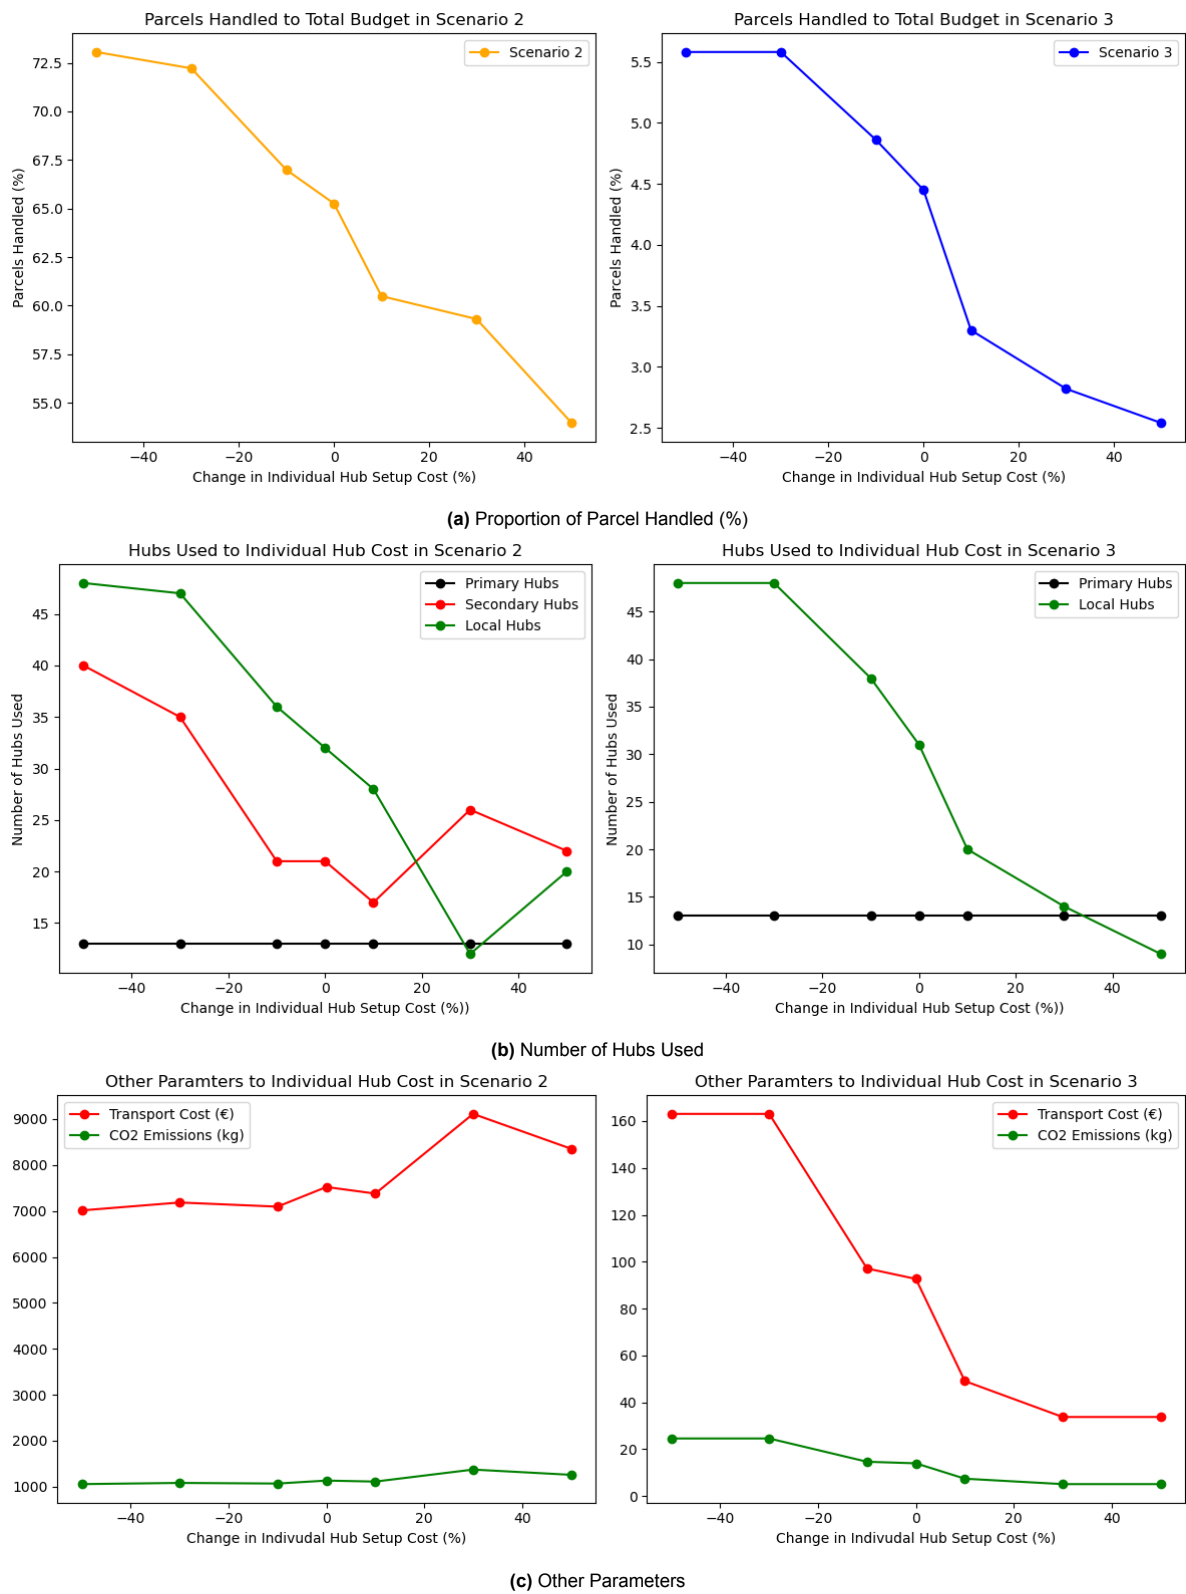 Parcels Handled to Total Budget in Scenario 2
Scenario 2
72.5
70.0
67.5
65.0
62.5
60.0
57.5
55.0
Parcels Handled (%)
−40 −20 0 20 40
Change in Individual Hub Setup Cost (%)
Parcels Handled to Total Budget in Scenario 3
Scenario 3
5.5
5.0
4.5
4.0
3.5
3.0
2.5
Parcels Handled (%)
−40 −20 0 20 40
Change in Individual Hub Setup Cost (%)
(a) Proportion of Parcel Handled (%)
Hubs Used to Individual Hub Cost in Scenario 2
Primary Hubs
Secondary Hubs
Local Hubs
45
40
35
30
25
20
15
Number of Hubs Used
−40 −20 0 20 40
Change in Individual Hub Setup Cost (%))
Hubs Used to Individual Hub Cost in Scenario 3
Primary Hubs
Local Hubs
45
40
35
30
25
20
15
10
Number of Hubs Used
−40 −20 0 20 40
Change in Individual Hub Setup Cost (%))
(b) Number of Hubs Used
Other Paramters to Individual Hub Cost in Scenario 2
Transport Cost (€)
CO2 Emissions (kg)
9000
8000
7000
6000
5000
4000
3000
2000
1000
−40 −20 0 20 40
Change in Indivudal Hub Setup Cost (%)
Other Paramters to Individual Hub Cost in Scenario 3
Transport Cost (€)
CO2 Emissions (kg)
160
140
120
100
80
60
40
20
0
−40 −20 0 20 40
Change in Indivudal Hub Setup Cost (%)
(c) Other Parameters